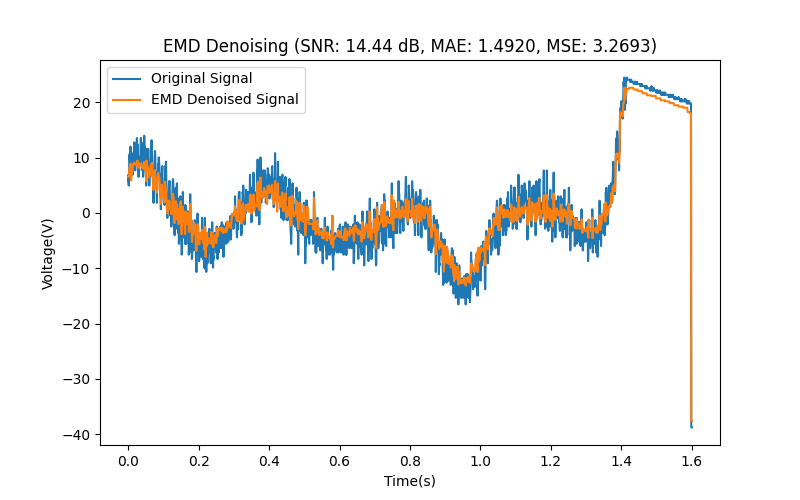 EMD Denoising (SNR: 14.44 dB, MAE: 1.4920, MSE: 3.2693)
Original Signal
EMD Denoised Signal
Voltage(V)
20
10
0
−10
−20
−30
−40
0.0 0.2 0.4 0.6 0.8 1.0 1.2 1.4 1.6
Time(s)